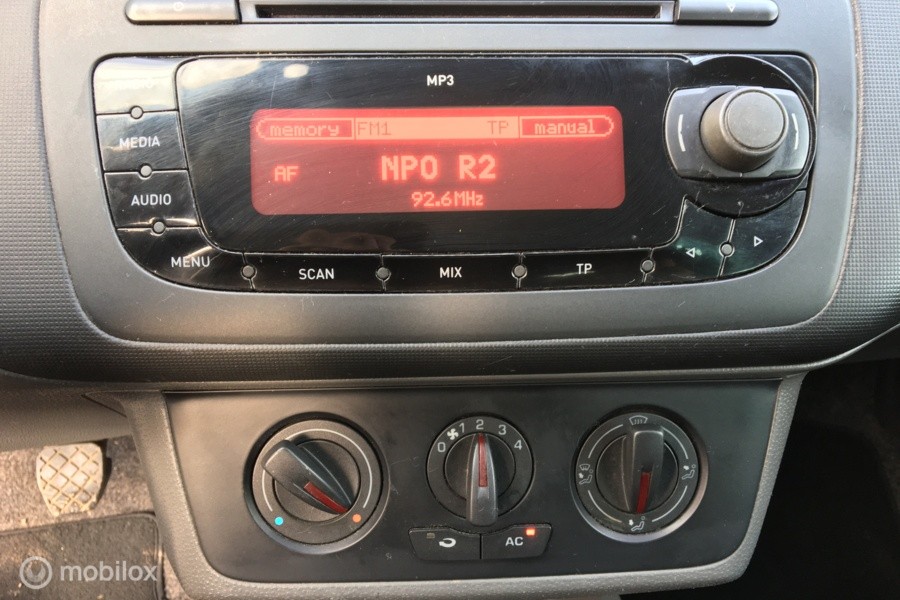 MP3
MEDIA
AUDIO
MENU
memory FM1 TP manual
AF NPO R2
92.6MHz
SCAN MIX TP
0 1 2 3 4
AC
mobilox